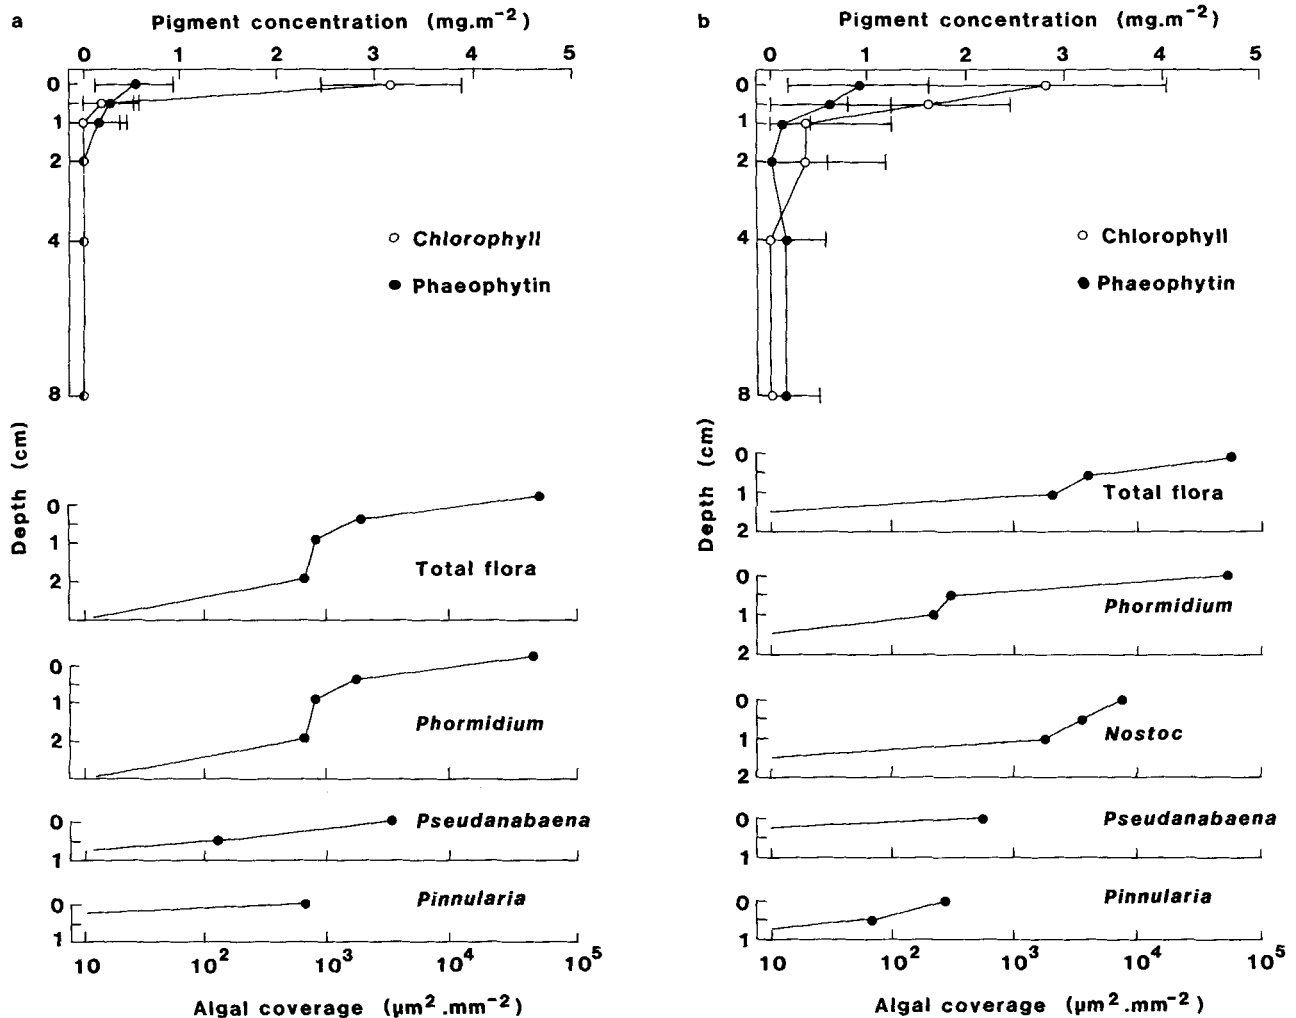 a
Pigment concentration (mg.m⁻²)
0 1 2 3 4 5
0
1
2
4
8
Chlorophyll
Phaeophytin
Depth (cm)
0
1
2
Total flora
0
1
2
Phormidium
0
1
Pseudanabaena
0
1
Pinnularia
10 10² 10³ 10⁴ 10⁵
Algal coverage (µm².mm⁻²)
b
Pigment concentration (mg.m⁻²)
0 1 2 3 4 5
0
1
2
4
8
Chlorophyll
Phaeophytin
Depth (cm)
0
1
2
Total flora
0
1
2
Phormidium
0
1
2
Nostoc
0
1
Pseudanabaena
0
1
Pinnularia
10 10² 10³ 10⁴ 10⁵
Algal coverage (µm².mm⁻²)